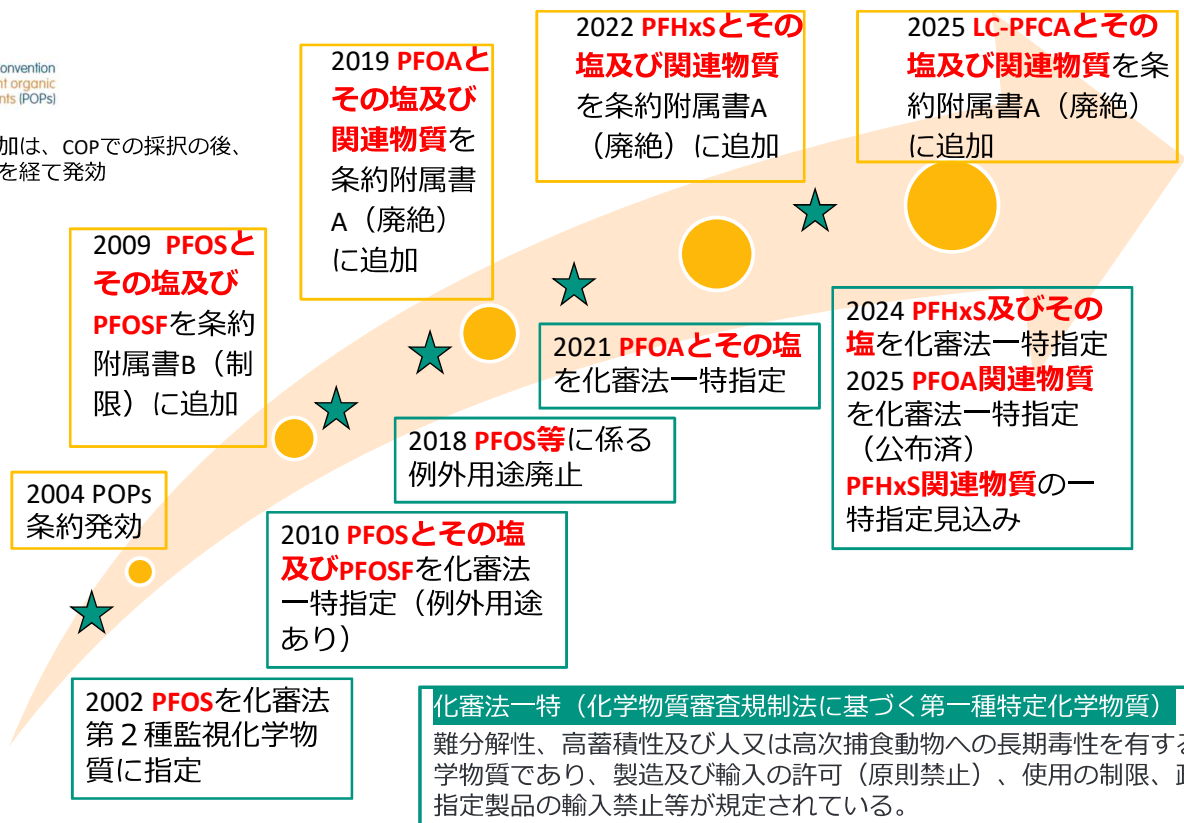 onvention
nt organic
nts (POPs)
加は、COPでの採択の後、
を経て発効
2009 PFOSと
その塩及び
PFOSFを条約
附属書B（制
限）に追加
2019 PFOAと
その塩及び
関連物質を
条約附属書
A（廃絶）
に追加
2022 PFHxSとその
塩及び関連物質
を条約附属書A
（廃絶）に追加
2025 LC-PFCAとその
塩及び関連物質を条
約附属書A（廃絶）
に追加
2004 POPs
条約発効
2002 PFOSを化審法
第２種監視化学物
質に指定
2010 PFOSとその塩
及びPFOSFを化審法
一特指定（例外用途
あり）
2018 PFOS等に係る
例外用途廃止
2021 PFOAとその塩
を化審法一特指定
2024 PFHxS及びその
塩を化審法一特指定
2025 PFOA関連物質
を化審法一特指定
（公布済）
PFHxS関連物質の一
特指定見込み
化審法一特（化学物質審査規制法に基づく第一種特定化学物質）
難分解性、高蓄積性及び人又は高次捕食動物への長期毒性を有す
学物質であり、製造及び輸入の許可（原則禁止）、使用の制限、
指定製品の輸入禁止等が規定されている。